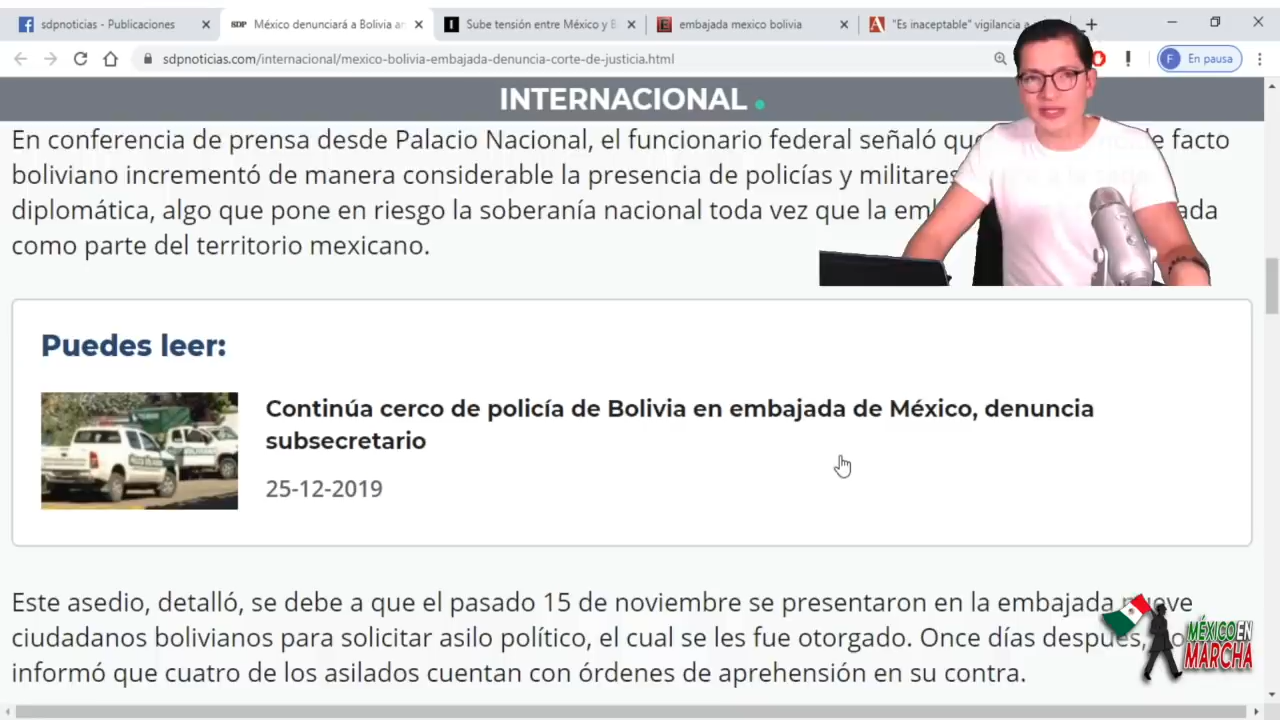 sdpnoticias - Publicaciones
SDP México denunciará a Bolivia an
Sube tensión entre México y B
embajada mexico bolivia
"Es inaceptable" vigilancia a
sdpnoticias.com/internacional/mexico-bolivia-embajada-denuncia-corte-de-justicia.html
F En pausa
INTERNACIONAL
En conferencia de prensa desde Palacio Nacional, el funcionario federal señaló facto
boliviano incrementó de manera considerable la presencia de policías y militares
diplomática, algo que pone en riesgo la soberanía nacional toda vez que la
como parte del territorio mexicano.
Puedes leer:
Continúa cerco de policía de Bolivia en embajada de México, denuncia
subsecretario
25-12-2019
Este asedio, detalló, se debe a que el pasado 15 de noviembre se presentaron en la embajada
ciudadanos bolivianos para solicitar asilo político, el cual se les fue otorgado. Once días después,
informó que cuatro de los asilados cuentan con órdenes de aprehensión en su contra.
MÉXICO EN
MARCHA